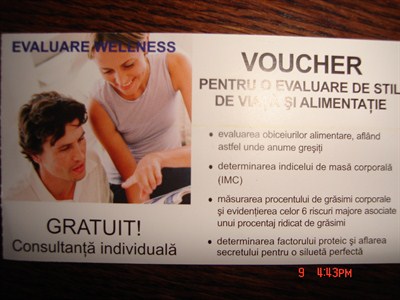 EVALUARE WELLNESS
GRATUIT!
Consultanță individuală
VOUCHER
PENTRU O EVALUARE DE STIL
DE VIAȚĂ ȘI ALIMENTAȚIE
• evaluarea obiceiurilor alimentare, aflând
astfel unde anume greșiți
• determinarea indicelui de masă corporală
(IMC)
• măsurarea procentului de grăsimi corporale
și evidențierea celor 6 riscuri majore asociate
unui procentaj ridicat de grăsimi
• determinarea factorului proteic și aflarea
secretului pentru o siluetă perfectă
9 4:43PM